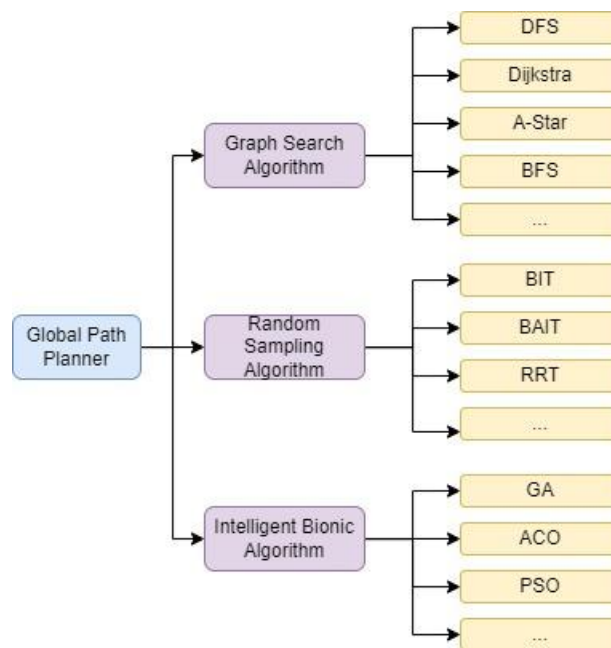 Global Path
Planner
Graph Search
Algorithm
DFS
Dijkstra
A-Star
BFS
...
Random
Sampling
Algorithm
BIT
BAIT
RRT
...
Intelligent Bionic
Algorithm
GA
ACO
PSO
...